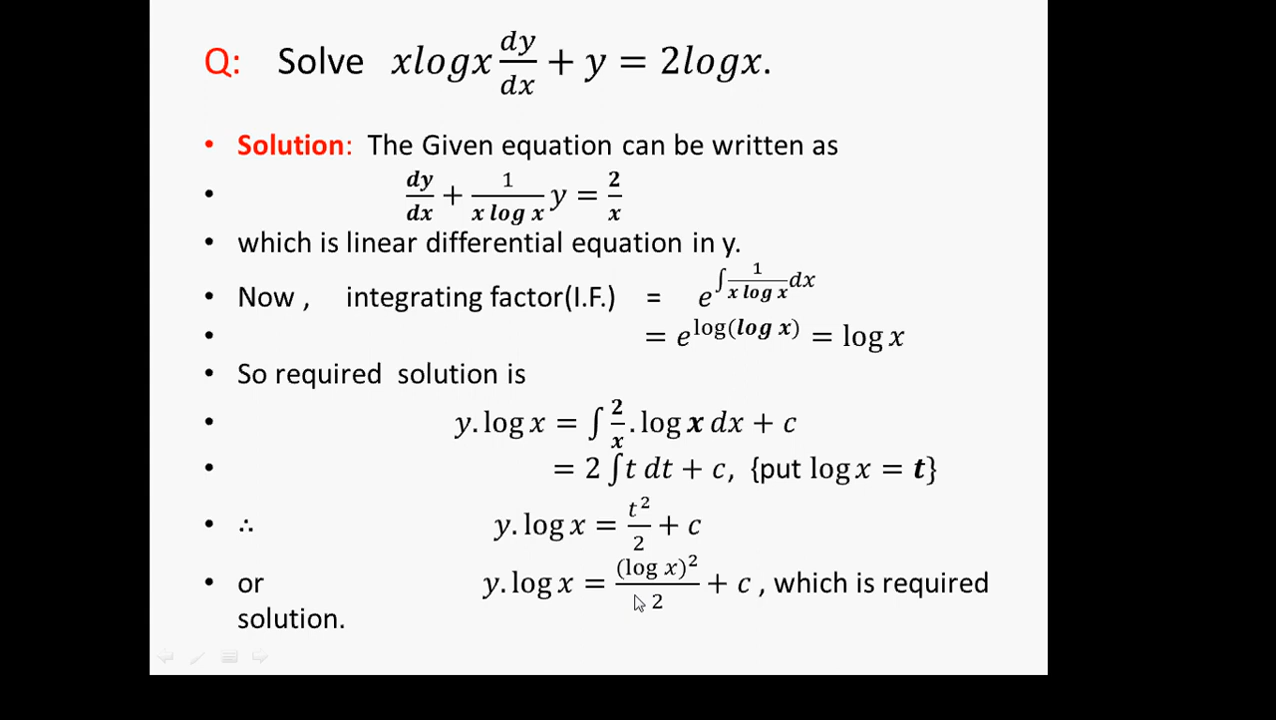 Q: Solve xlogx dy/dx + y = 2logx.
• Solution: The Given equation can be written as
• dy/dx + 1/(x log x) y = 2/x
• which is linear differential equation in y.
• Now , integrating factor(I.F.) = e^(∫ 1/(x log x) dx)
• = e^(log(log x)) = log x
• So required solution is
• y. log x = ∫ 2/x . log x dx + c
• = 2 ∫ t dt + c, {put log x = t}
• ∴ y. log x = t²/2 + c
• or y. log x = (log x)²/2 + c , which is required
solution.